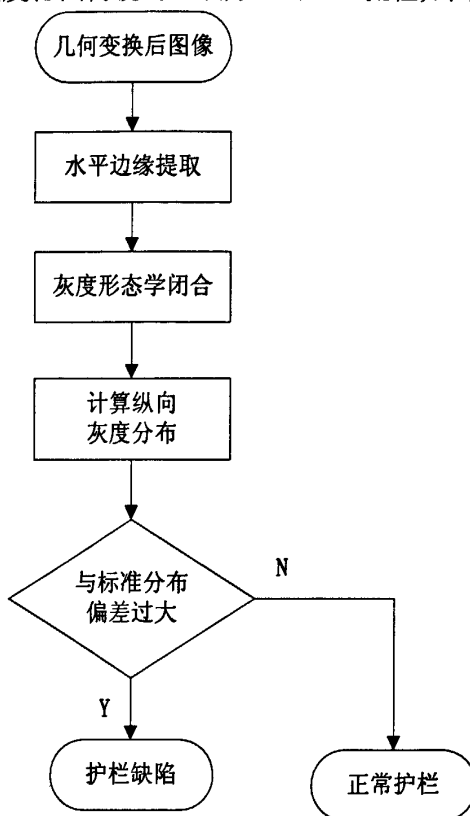 几何变换后图像
水平边缘提取
灰度形态学闭合
计算纵向
灰度分布
与标准分布
偏差过大
N
Y
护栏缺陷
正常护栏